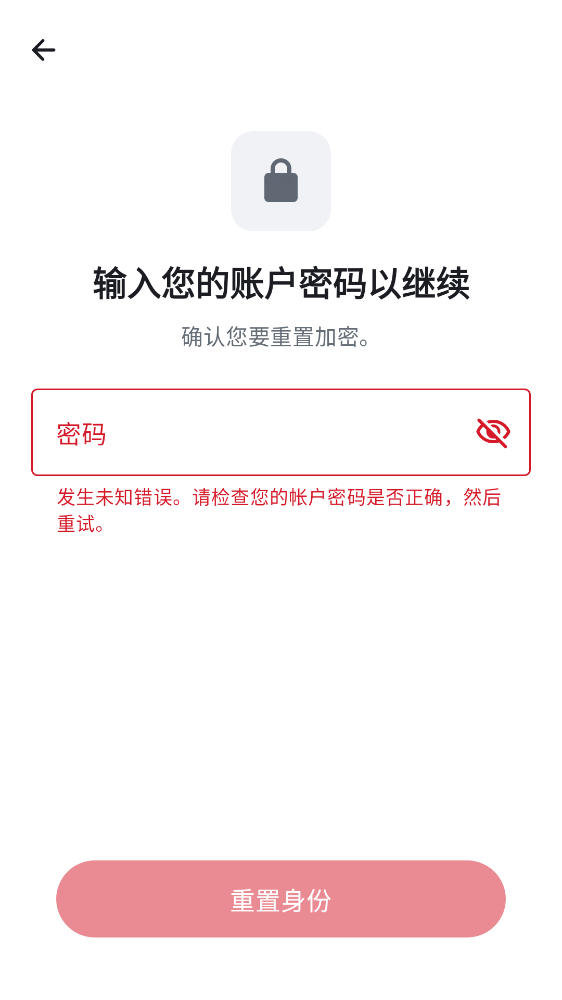 输入您的账户密码以继续
确认您要重置加密。
密码
发生未知错误。请检查您的帐户密码是否正确，然后
重试。
重置身份